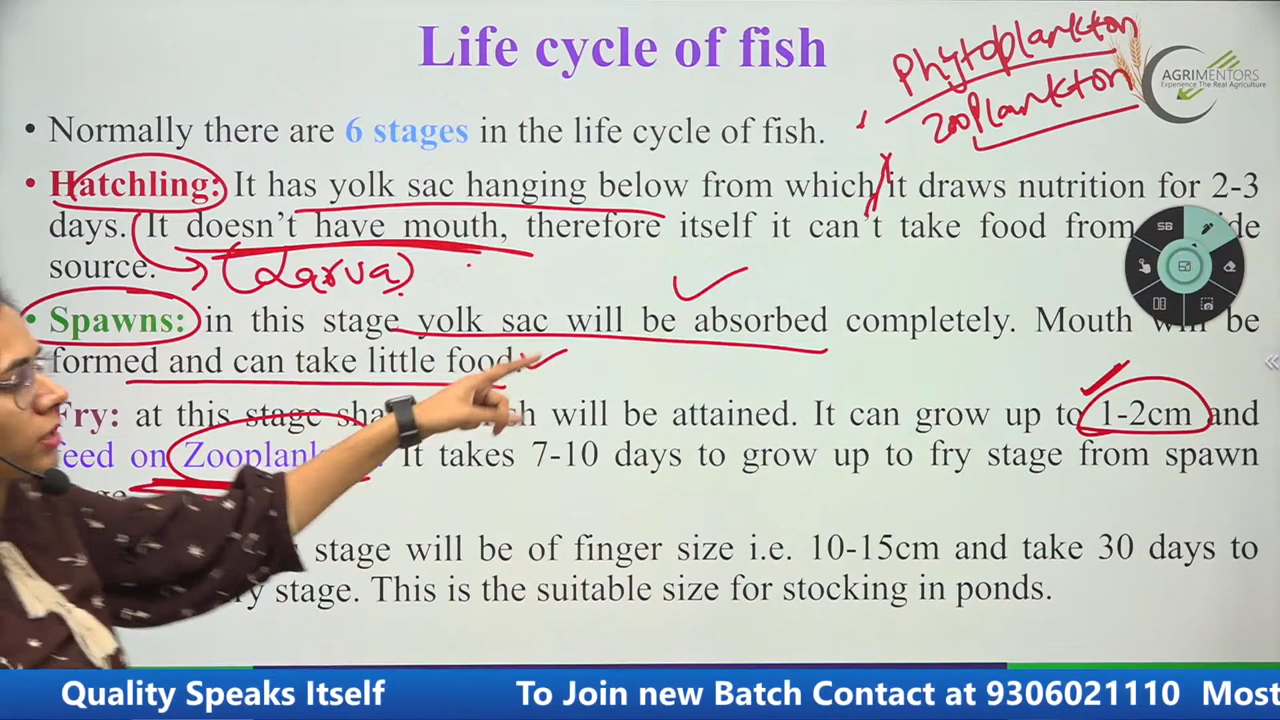 Life cycle of fish
Phytoplankton
zooplankton
AGRIMENTORS
Experience The Real Agriculture
• Normally there are 6 stages in the life cycle of fish.
• Hatchling: It has yolk sac hanging below from which it draws nutrition for 2-3
days. It doesn't have mouth, therefore itself it can't take food from
source.
(Larva)
SB
• Spawns: in this stage yolk sac will be absorbed completely. Mouth will be
formed and can take little food.
Fry: at this stage will be attained. It can grow up to 1-2cm and
feed on It takes 7-10 days to grow up to fry stage from spawn
stage will be of finger size i.e. 10-15cm and take 30 days to
stage. This is the suitable size for stocking in ponds.
Quality Speaks Itself To Join new Batch Contact at 9306021110 Most